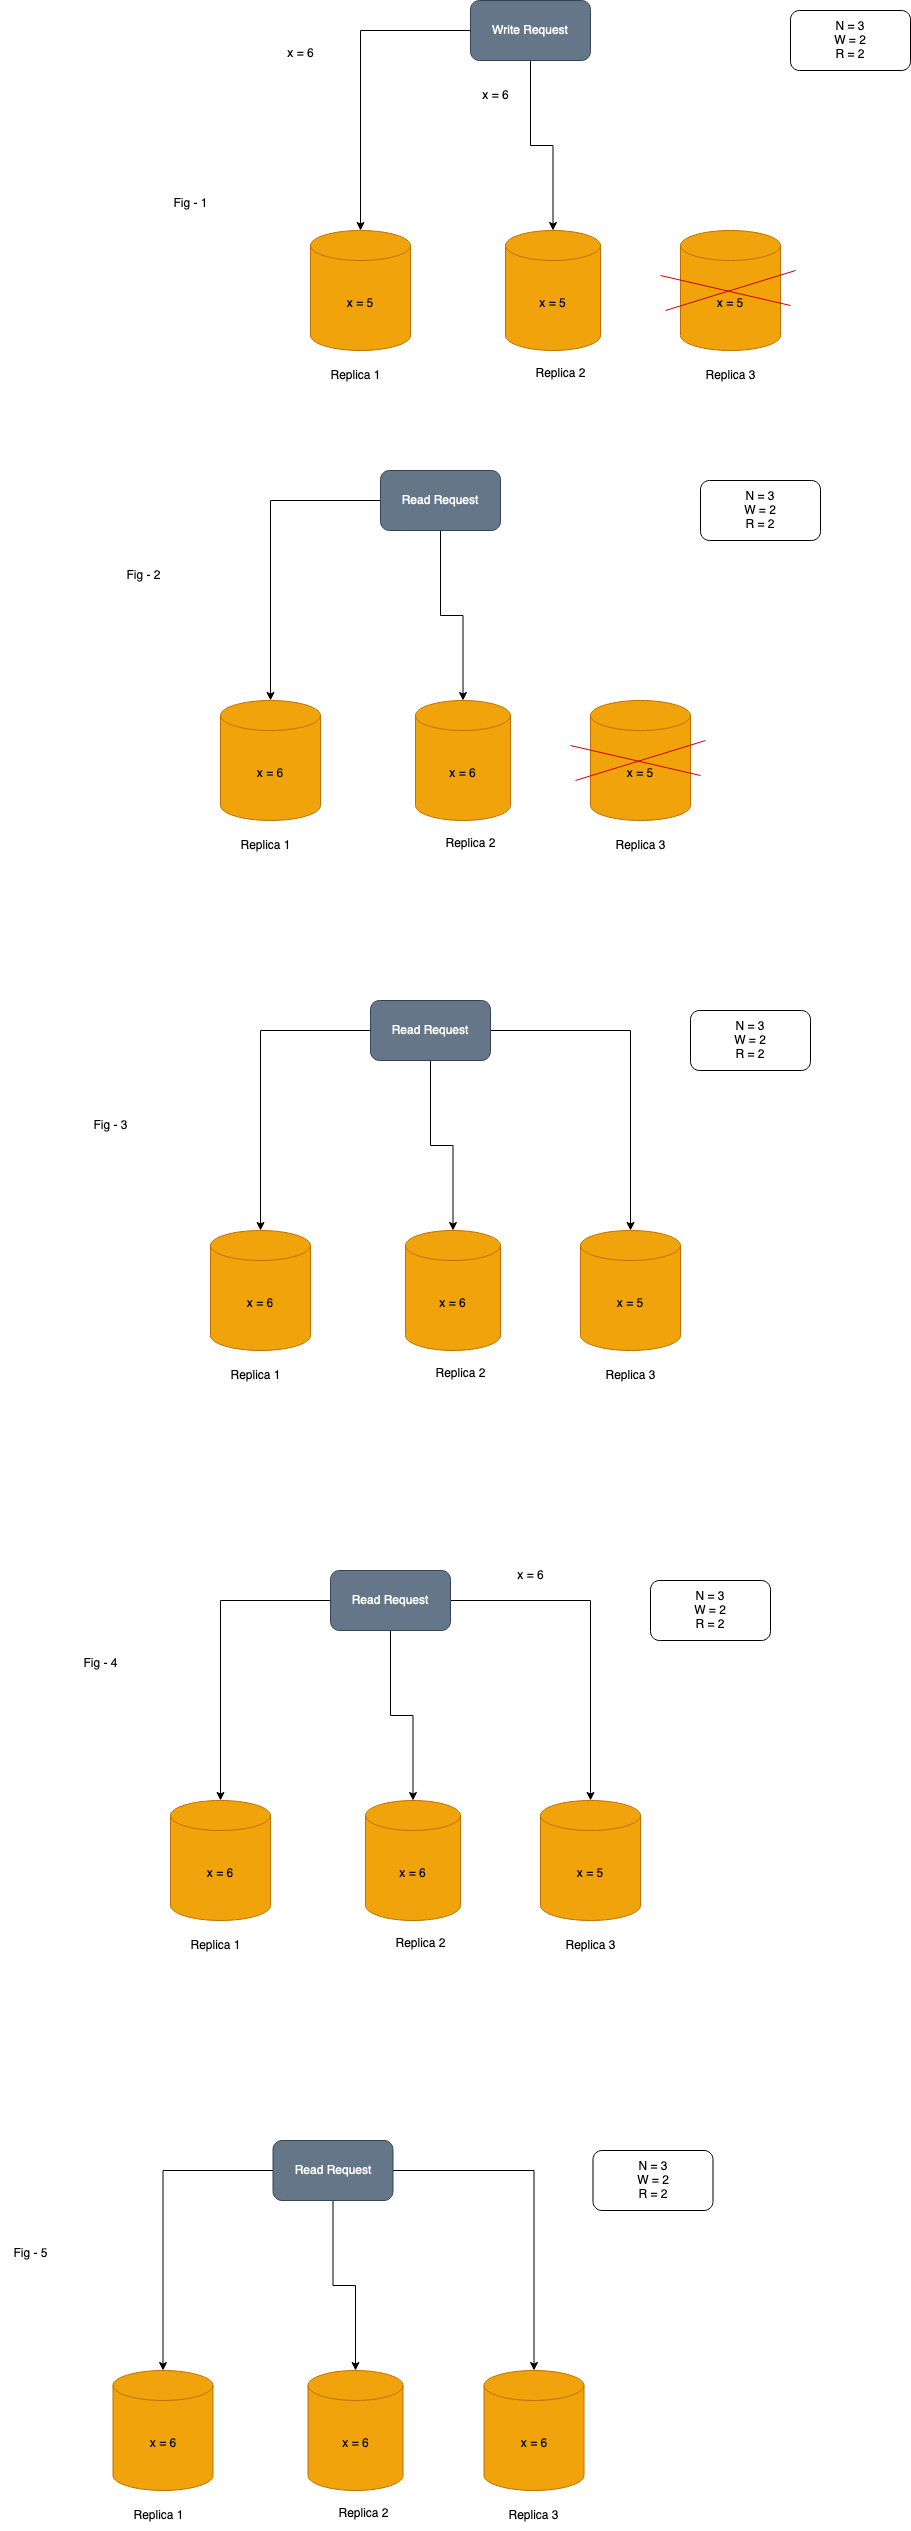 Write Request
N = 3
W = 2
R = 2
x = 6
x = 6
Fig - 1
x = 5
x = 5
x = 5
Replica 1
Replica 2
Replica 3
Read Request
N = 3
W = 2
R = 2
Fig - 2
x = 6
x = 6
x = 5
Replica 1
Replica 2
Replica 3
Read Request
N = 3
W = 2
R = 2
Fig - 3
x = 6
x = 6
x = 5
Replica 1
Replica 2
Replica 3
x = 6
Read Request
N = 3
W = 2
R = 2
Fig - 4
x = 6
x = 6
x = 5
Replica 1
Replica 2
Replica 3
Read Request
N = 3
W = 2
R = 2
Fig - 5
x = 6
x = 6
x = 6
Replica 1
Replica 2
Replica 3